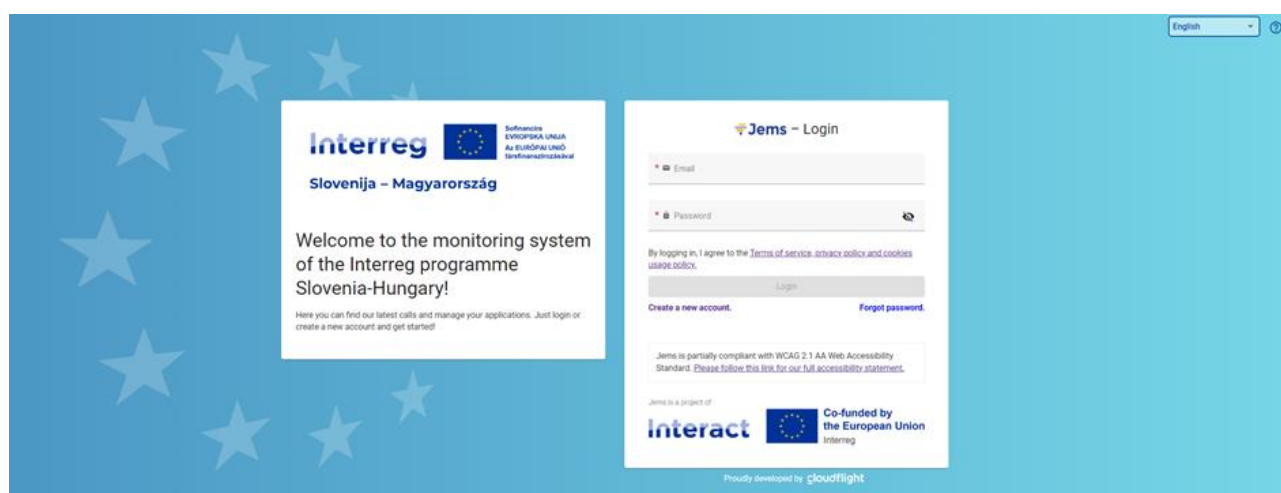 English
Interreg
Sofinancira
EVROPSKA UNIJA
Az EURÓPAI UNIÓ
társfinanszírozásával
Slovenija – Magyarország
Welcome to the monitoring system
of the Interreg programme
Slovenia-Hungary!
Here you can find our latest calls and manage your applications. Just login or
create a new account and get started!
Jems – Login
* Email
* Password
By logging in, I agree to the Terms of service, privacy policy and cookies
usage policy.
Login
Create a new account.
Forgot password.
Jems is partially compliant with WCAG 2.1 AA Web Accessibility
Standard. Please follow this link for our full accessibility statement.
Jems is a project of
Interact
Co-funded by
the European Union
Interreg
Proudly developed by cloudflight